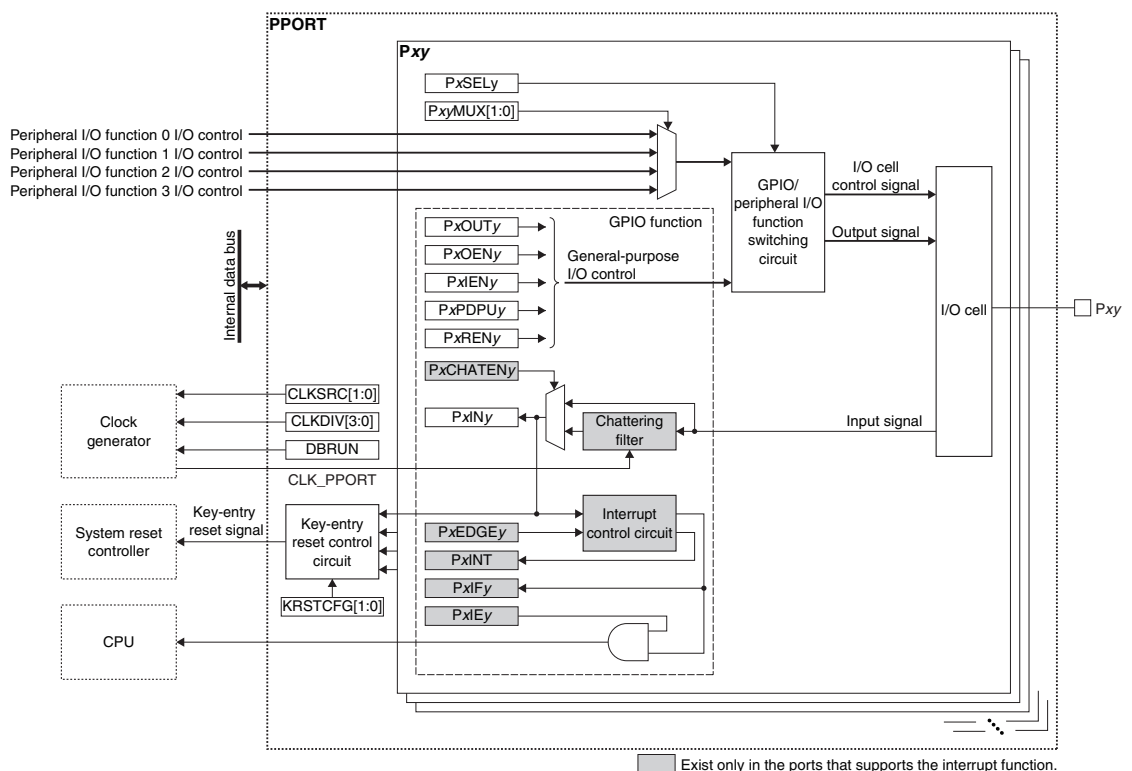 PPORT
Pxy
PxSELy
PxyMUX[1:0]
Peripheral I/O function 0 I/O control
Peripheral I/O function 1 I/O control
Peripheral I/O function 2 I/O control
Peripheral I/O function 3 I/O control
GPIO/
peripheral I/O
function
switching
circuit
I/O cell
control signal
Output signal
I/O cell
Pxy
GPIO function
PxOUTy
PxOENy
PxIENy
PxPDPUy
PxRENy
General-purpose
I/O control
Internal data bus
PxCHATENy
PxINy
Chattering
filter
Input signal
Clock
generator
CLKSRC[1:0]
CLKDIV[3:0]
DBRUN
CLK_PPORT
System reset
controller
Key-entry
reset signal
Key-entry
reset control
circuit
KRSTCFG[1:0]
PxEDGEy
PxINT
PxIFy
PxIEy
Interrupt
control circuit
CPU
Exist only in the ports that supports the interrupt function.